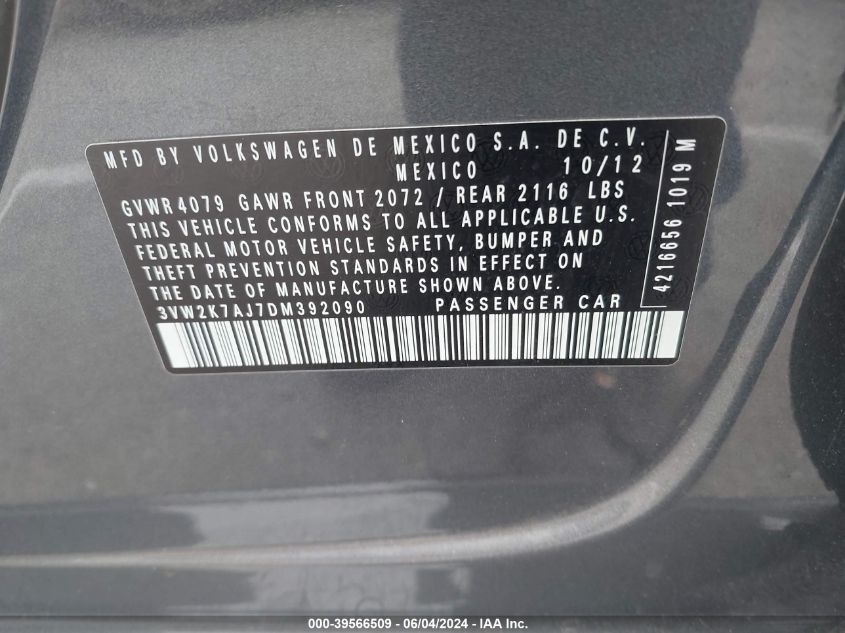 MFD BY VOLKSWAGEN DE MEXICO S.A. DE C.V.
MEXICO 10/12
GVWR 4079 GAWR FRONT 2072 / REAR 2116 LBS
THIS VEHICLE CONFORMS TO ALL APPLICABLE U.S.
FEDERAL MOTOR VEHICLE SAFETY, BUMPER AND
THEFT PREVENTION STANDARDS IN EFFECT ON
THE DATE OF MANUFACTURE SHOWN ABOVE.
3VW2K7AJ7DM392090 PASSENGER CAR
4216656 1019 M
000-39566509 - 06/04/2024 - IAA Inc.